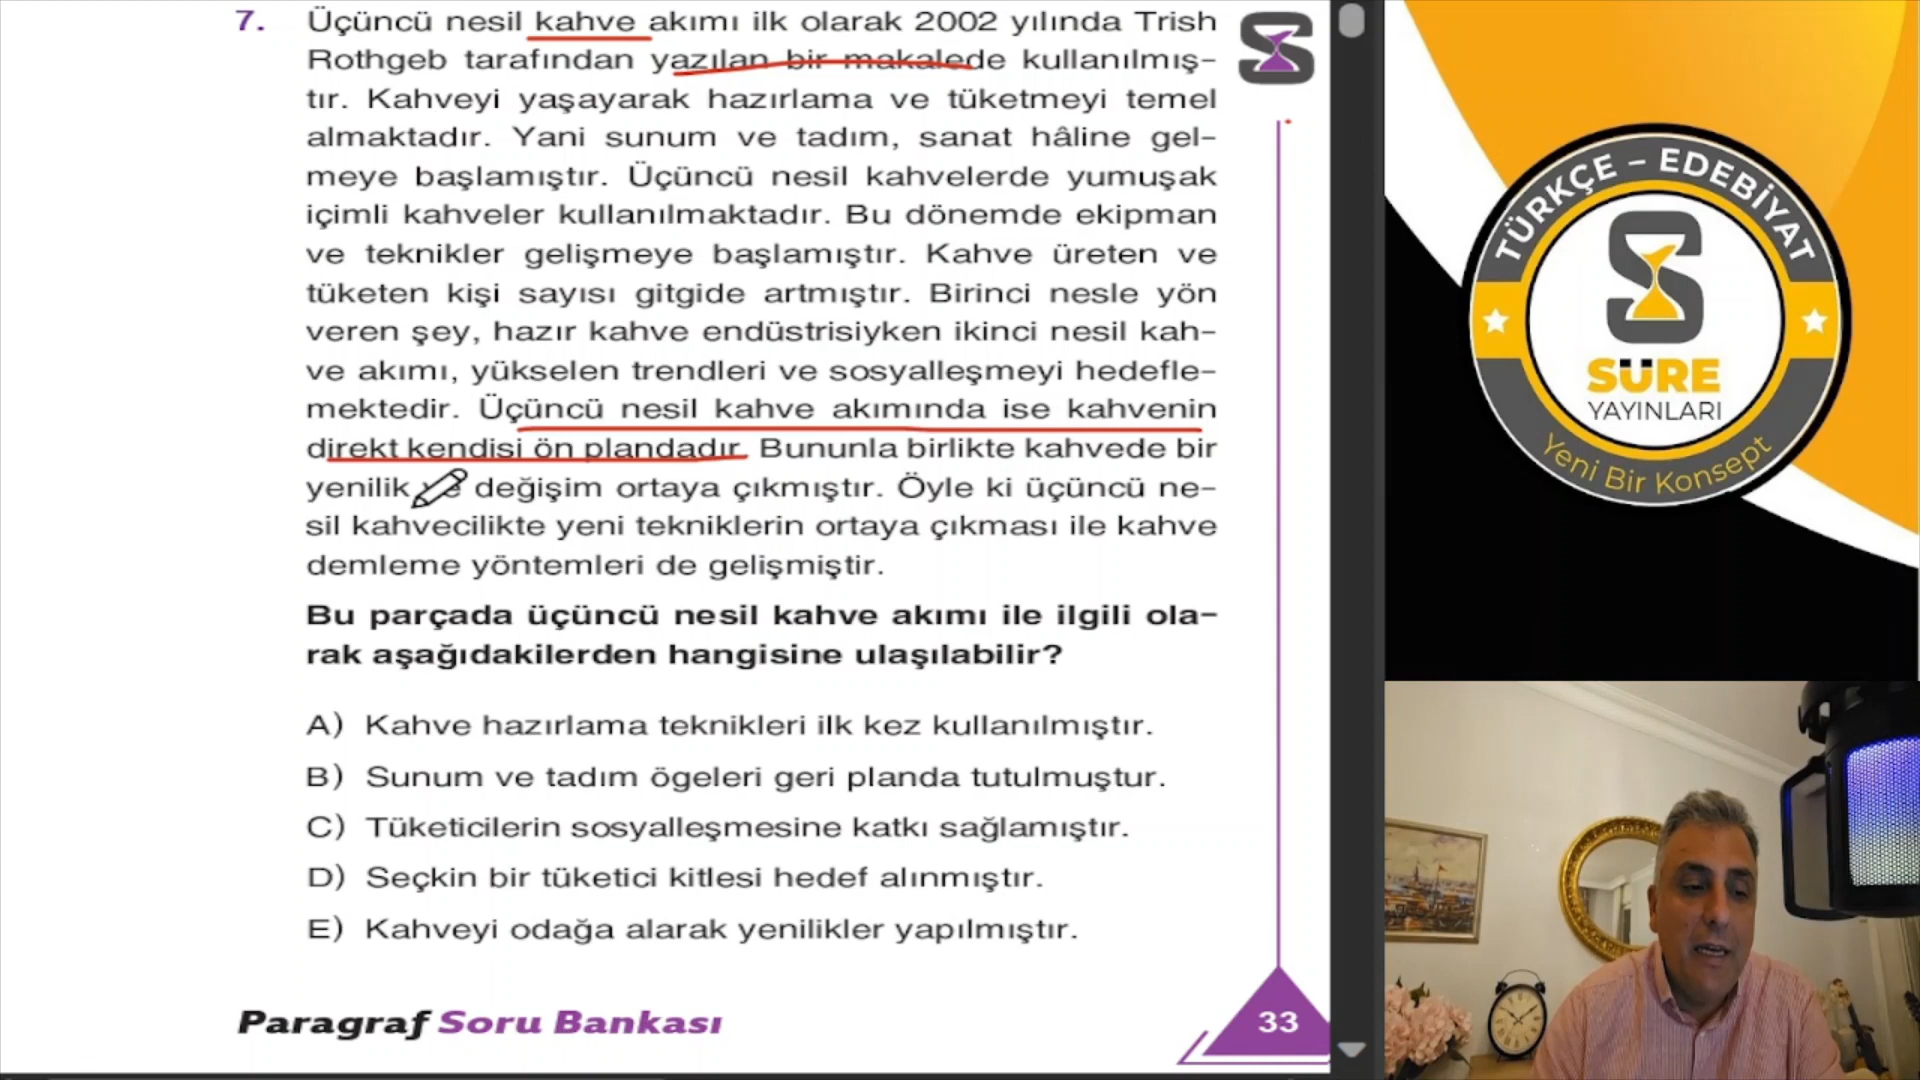 7. Üçüncü nesil kahve akımı ilk olarak 2002 yılında Trish
Rothgeb tarafından yazılan bir makalede kullanılmış-
tır. Kahveyi yaşayarak hazırlama ve tüketmeyi temel
almaktadır. Yani sunum ve tadım, sanat hâline gel-
meye başlamıştır. Üçüncü nesil kahvelerde yumuşak
içimli kahveler kullanılmaktadır. Bu dönemde ekipman
ve teknikler gelişmeye başlamıştır. Kahve üreten ve
tüketen kişi sayısı gitgide artmıştır. Birinci nesle yön
veren şey, hazır kahve endüstrisiyken ikinci nesil kah-
ve akımı, yükselen trendleri ve sosyalleşmeyi hedefle-
mektedir. Üçüncü nesil kahve akımında ise kahvenin
direkt kendisi ön plandadır. Bununla birlikte kahvede bir
yenilik değişim ortaya çıkmıştır. Öyle ki üçüncü ne-
sil kahvecilikte yeni tekniklerin ortaya çıkması ile kahve
demleme yöntemleri de gelişmiştir.
Bu parçada üçüncü nesil kahve akımı ile ilgili ola-
rak aşağıdakilerden hangisine ulaşılabilir?
A) Kahve hazırlama teknikleri ilk kez kullanılmıştır.
B) Sunum ve tadım ögeleri geri planda tutulmuştur.
C) Tüketicilerin sosyalleşmesine katkı sağlamıştır.
D) Seçkin bir tüketici kitlesi hedef alınmıştır.
E) Kahveyi odağa alarak yenilikler yapılmıştır.
Paragraf Soru Bankası
33
TÜRKÇE – EDEBİYAT
SÜRE
YAYINLARI
Yeni Bir Konsept